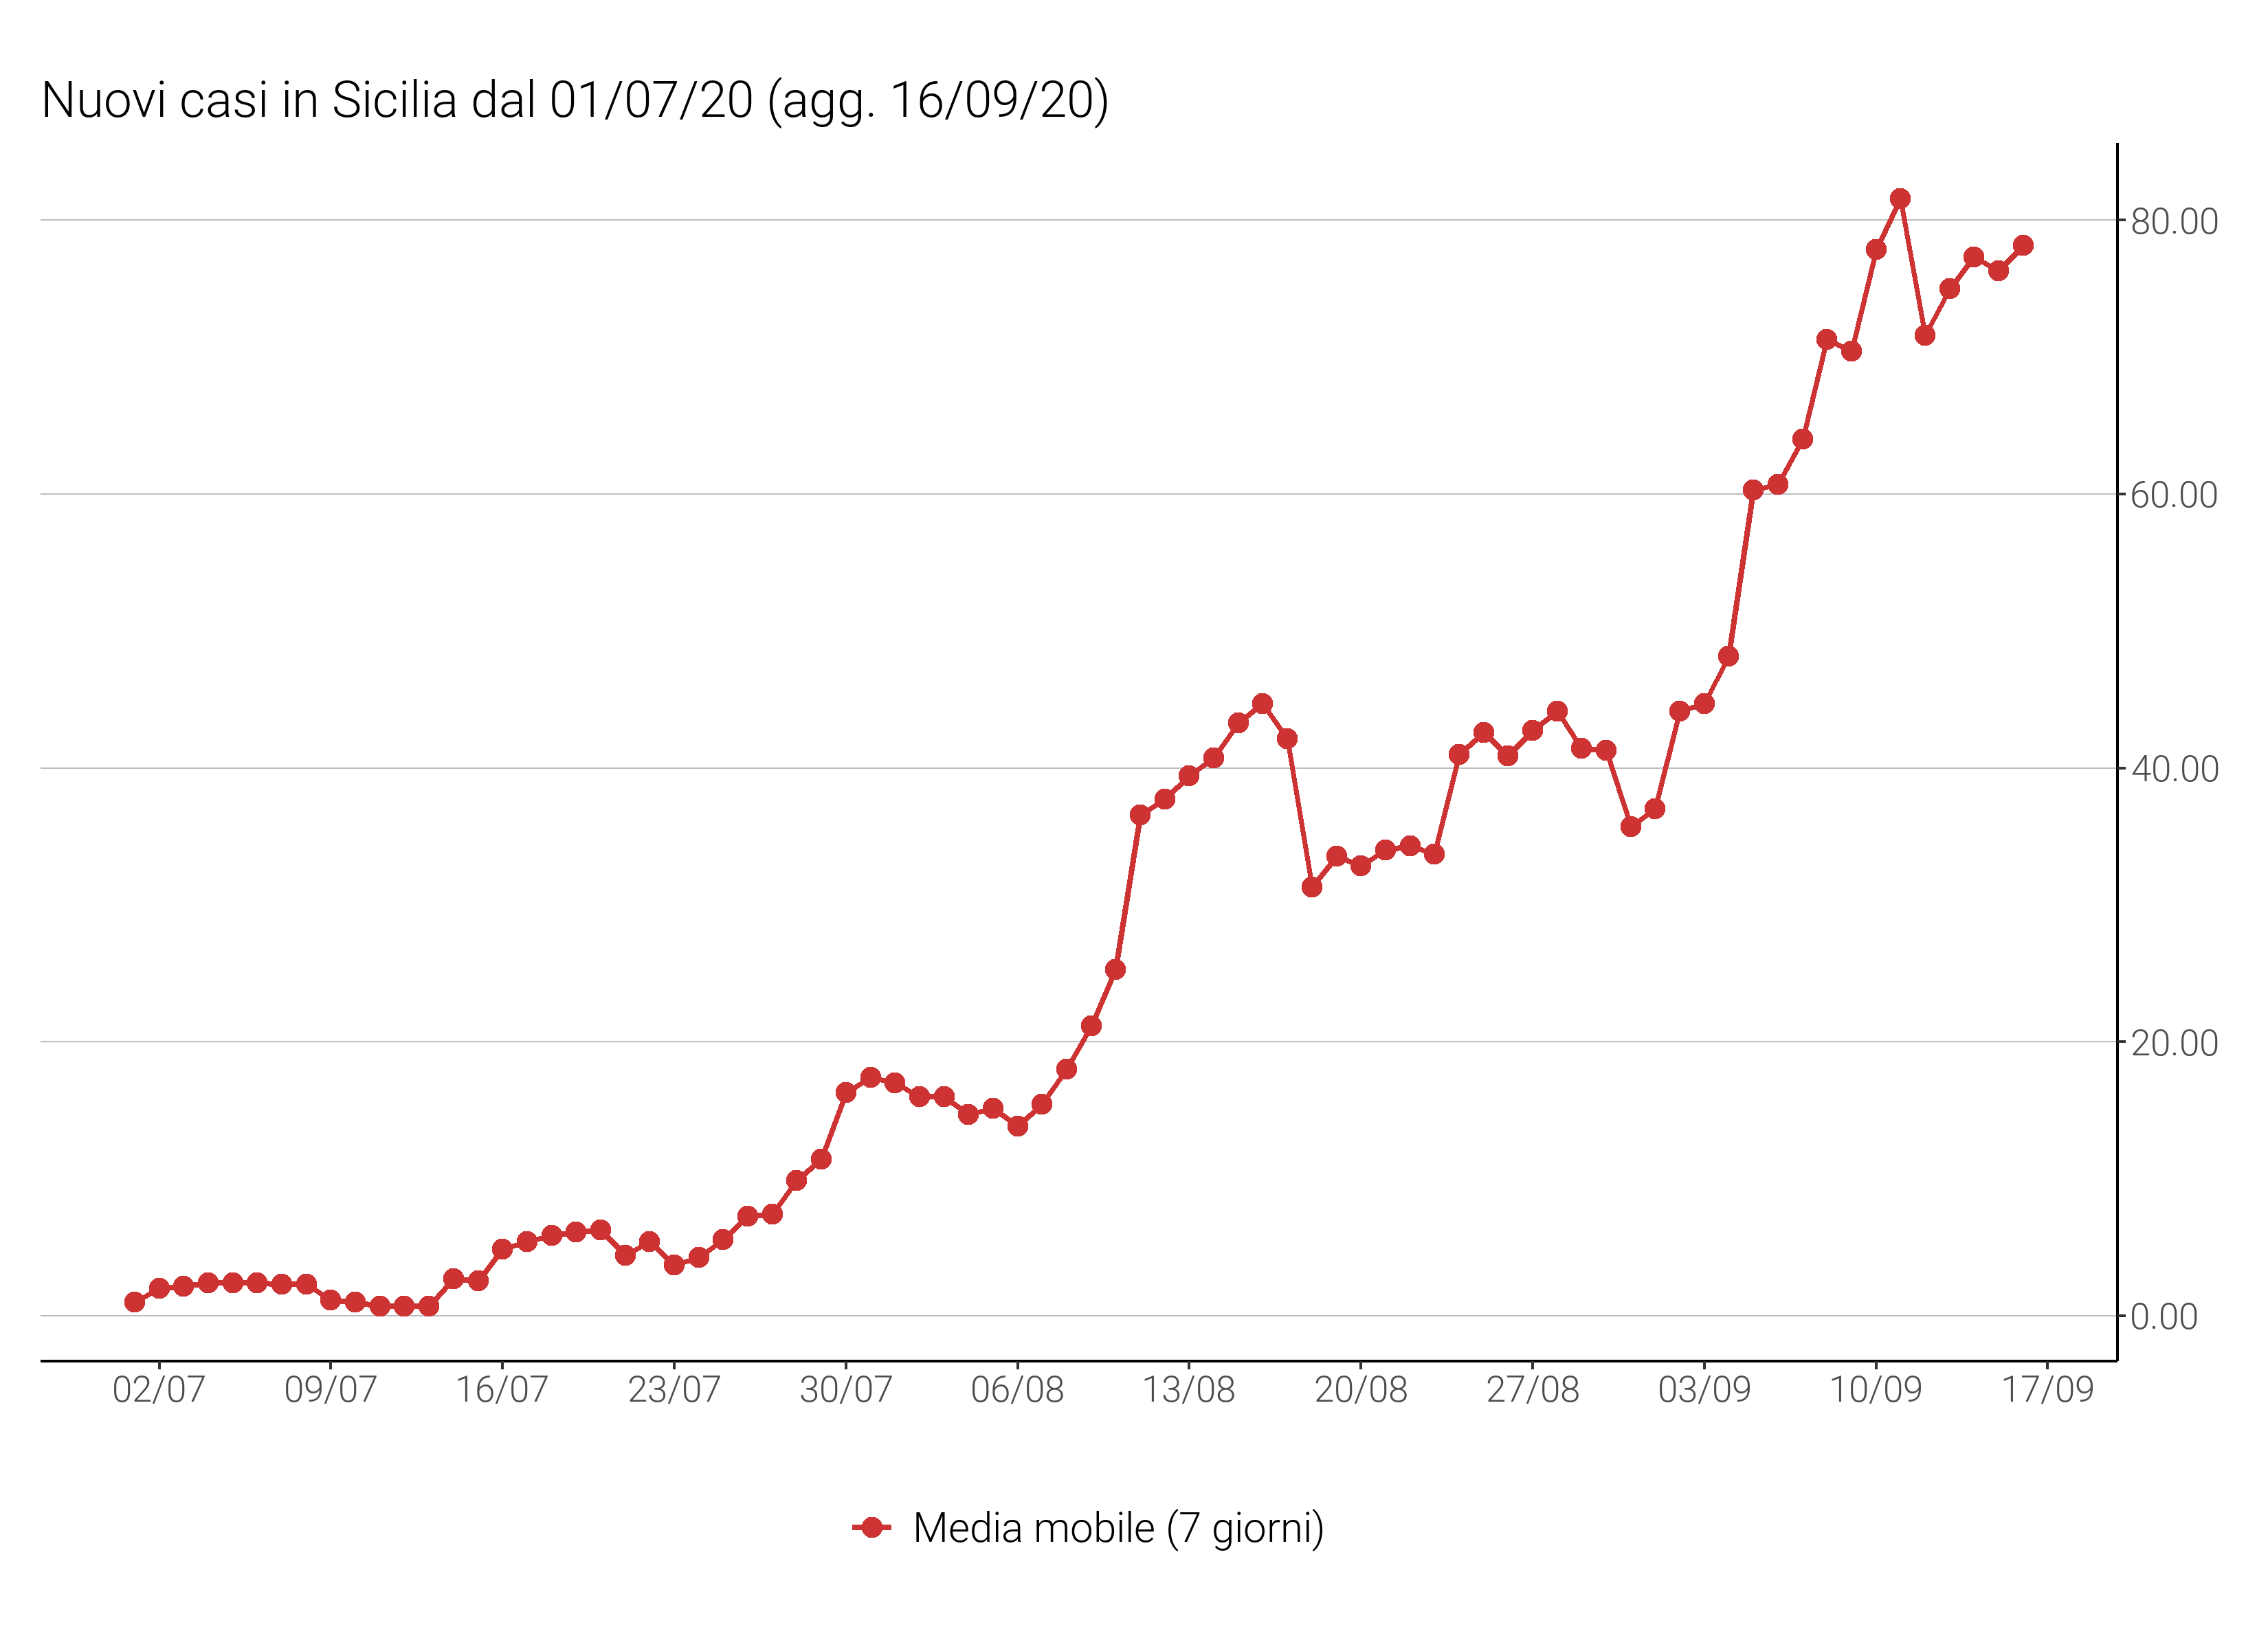 Nuovi casi in Sicilia dal 01/07/20 (agg. 16/09/20)
80.00
60.00
40.00
20.00
0.00
02/07 09/07 16/07 23/07 30/07 06/08 13/08 20/08 27/08 03/09 10/09 17/09
Media mobile (7 giorni)